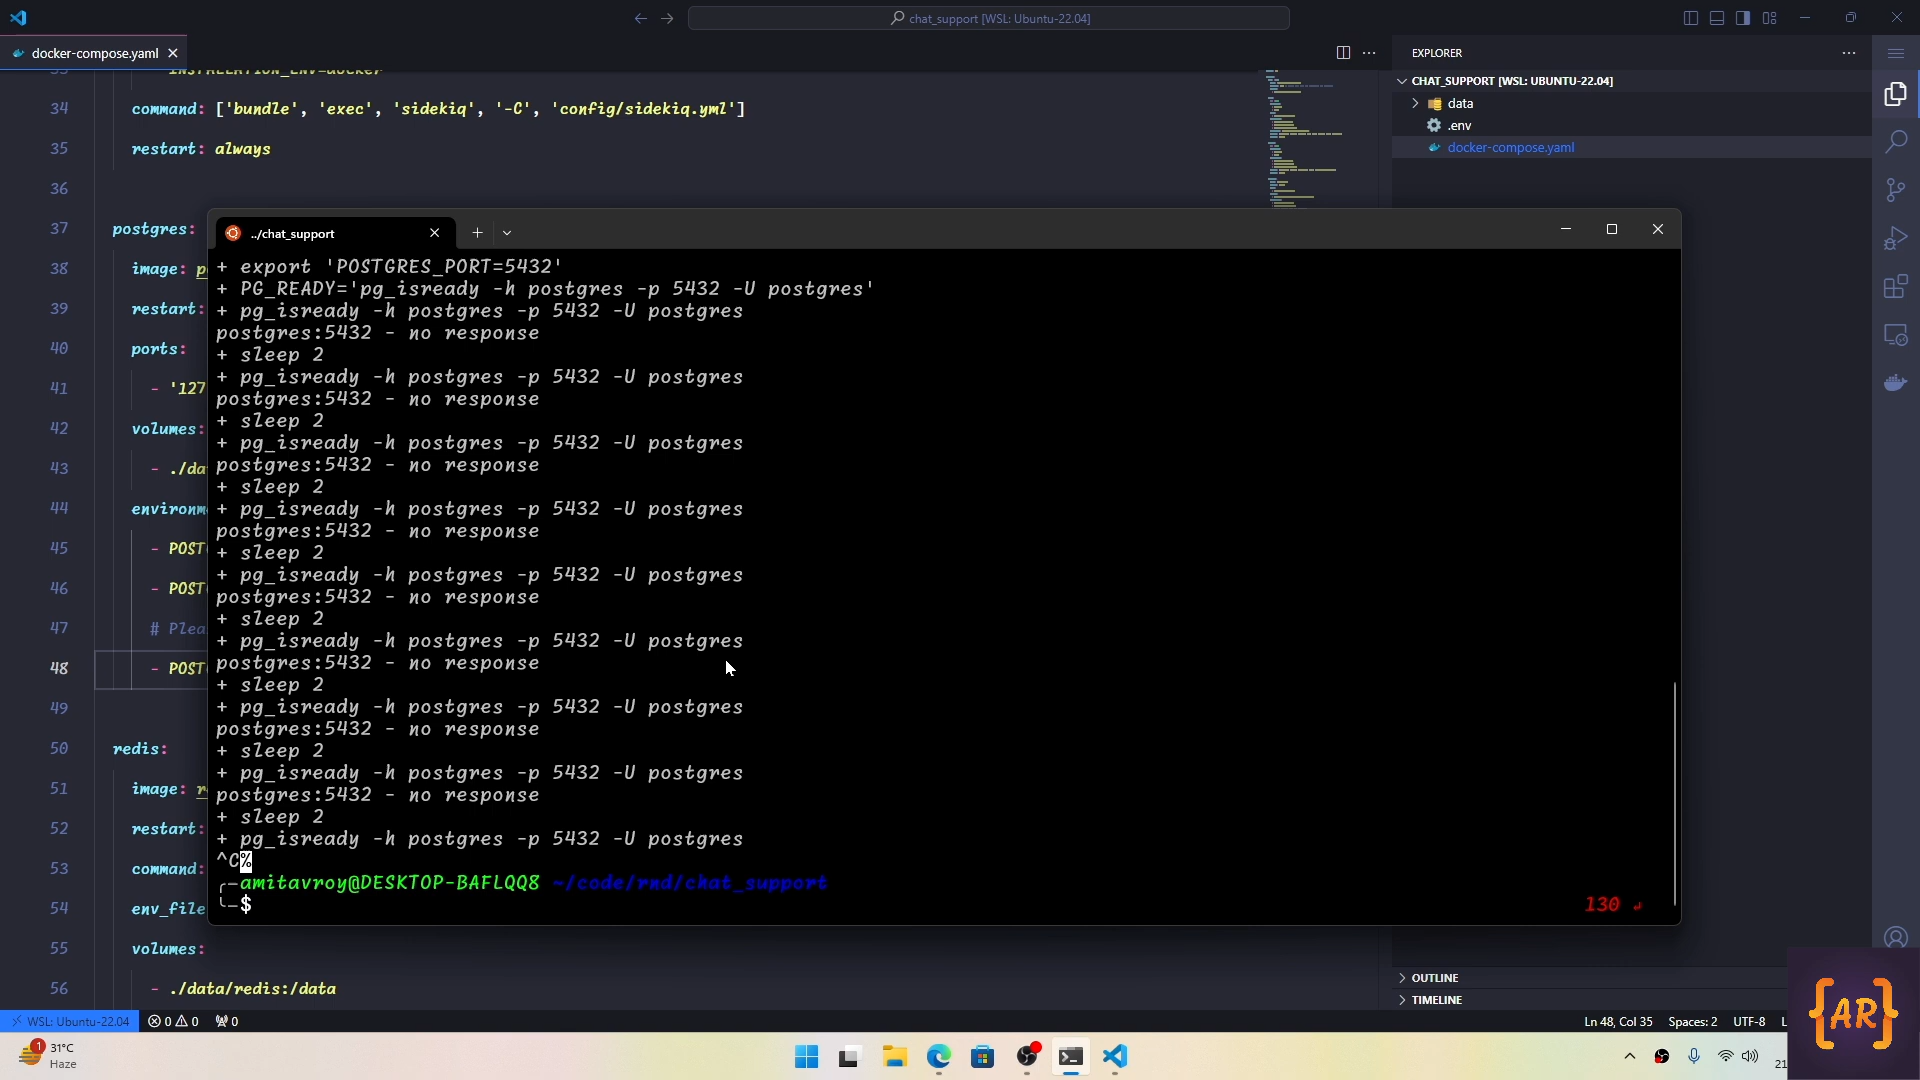 chat_support [WSL: Ubuntu-22.04]
docker-compose.yaml
34 command: ['bundle', 'exec', 'sidekiq', '-C', 'config/sidekiq.yml']
35 restart: always
36
37 postgres:
38 image: p
39 restart:
40 ports:
41 - '127
42 volumes:
43 - ./da
44 environm
45 - POST
46 - POST
47 # Plea
48 - POST
49
50 redis:
51 image: r
52 restart:
53 command:
54 env_file
55 volumes:
56 - ./data/redis:/data
../chat_support
+ export 'POSTGRES_PORT=5432'
+ PG_READY='pg_isready -h postgres -p 5432 -U postgres'
+ pg_isready -h postgres -p 5432 -U postgres
postgres:5432 - no response
+ sleep 2
+ pg_isready -h postgres -p 5432 -U postgres
postgres:5432 - no response
+ sleep 2
+ pg_isready -h postgres -p 5432 -U postgres
postgres:5432 - no response
+ sleep 2
+ pg_isready -h postgres -p 5432 -U postgres
postgres:5432 - no response
+ sleep 2
+ pg_isready -h postgres -p 5432 -U postgres
postgres:5432 - no response
+ sleep 2
+ pg_isready -h postgres -p 5432 -U postgres
postgres:5432 - no response
+ sleep 2
+ pg_isready -h postgres -p 5432 -U postgres
postgres:5432 - no response
+ sleep 2
+ pg_isready -h postgres -p 5432 -U postgres
postgres:5432 - no response
+ sleep 2
+ pg_isready -h postgres -p 5432 -U postgres
^C%
amitavroy@DESKTOP-BAFLQQ8 ~/code/rnd/chat_support
$
130 ↵
EXPLORER
CHAT_SUPPORT [WSL: UBUNTU-22.04]
data
.env
docker-compose.yaml
OUTLINE
TIMELINE
WSL: Ubuntu-22.04 0 0 0
Ln 48, Col 35 Spaces: 2 UTF-8 L
1
31°C
Haze
21
{AR}